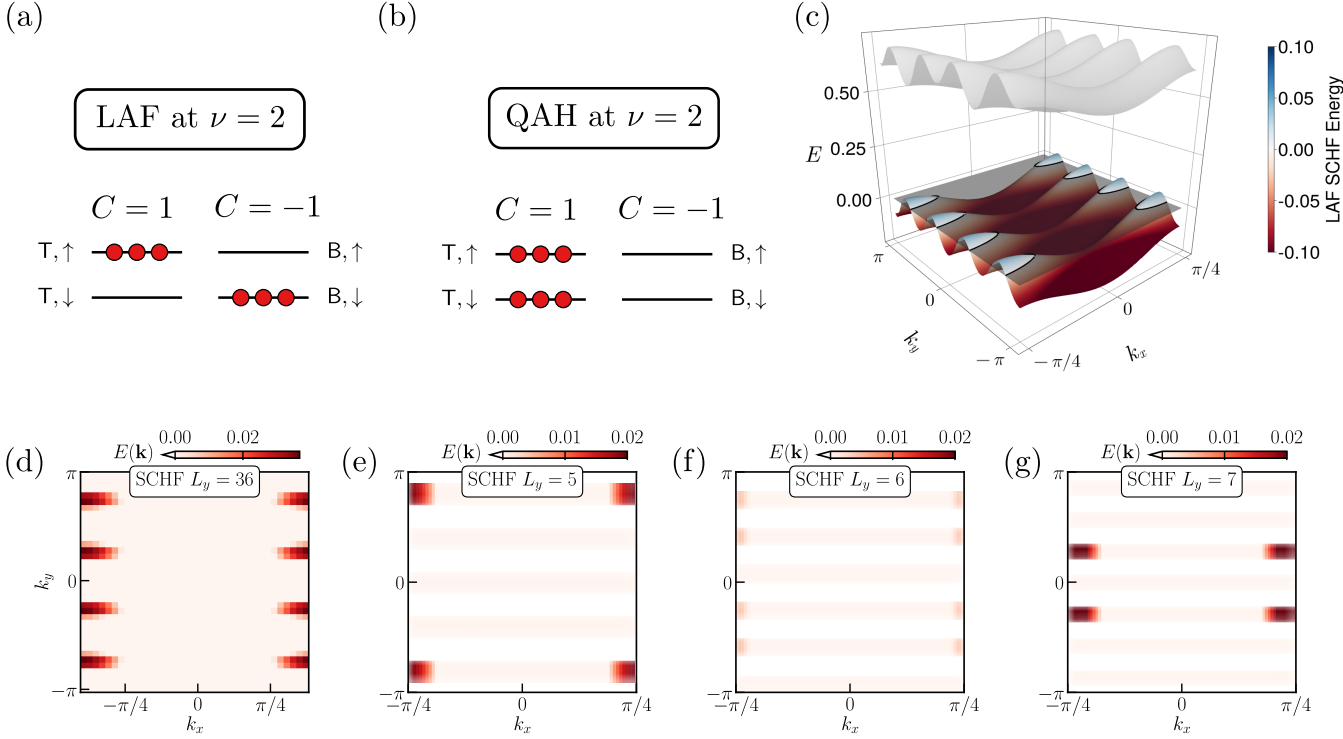 (a)
LAF at ν = 2
C = 1
C = −1
T, ↑
B, ↑
T, ↓
B, ↓
(b)
QAH at ν = 2
C = 1
C = −1
T, ↑
B, ↑
T, ↓
B, ↓
(c)
E
0.50
0.25
0.00
π
0
−π
k_y
−π/4
0
π/4
k_x
0.10
0.05
0.00
-0.05
-0.10
LAF SCHF Energy
(d)
E(k)
0.00
0.02
SCHF L_y = 36
π
0
−π
k_y
−π/4
0
π/4
k_x
(e)
E(k)
0.00
0.01
0.02
SCHF L_y = 5
π
0
−π
−π/4
0
π/4
k_x
(f)
E(k)
0.00
0.01
0.02
SCHF L_y = 6
π
0
−π
−π/4
0
π/4
k_x
(g)
E(k)
0.00
0.01
0.02
SCHF L_y = 7
π
0
−π
−π/4
0
π/4
k_x